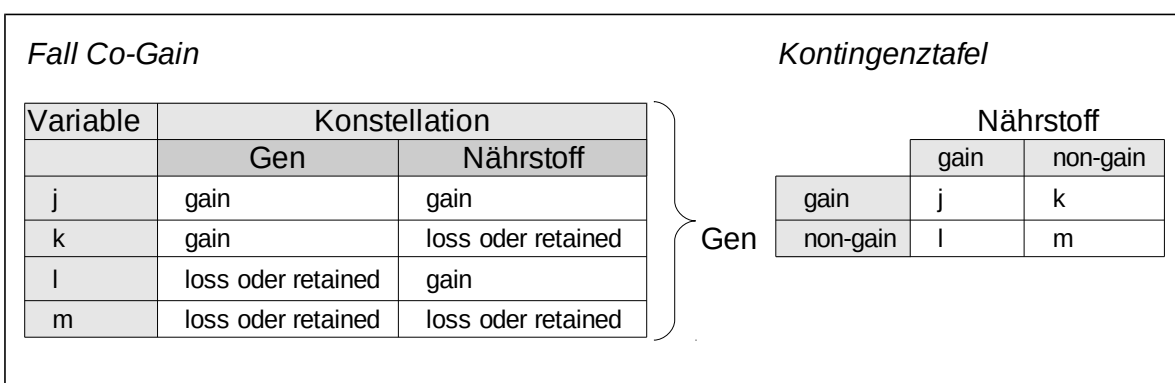 Fall Co-Gain
Kontingenztafel
Variable Konstellation
Gen Nährstoff
j gain gain
k gain loss oder retained
l loss oder retained gain
m loss oder retained loss oder retained
Nährstoff
gain non-gain
Gen
gain j k
non-gain l m